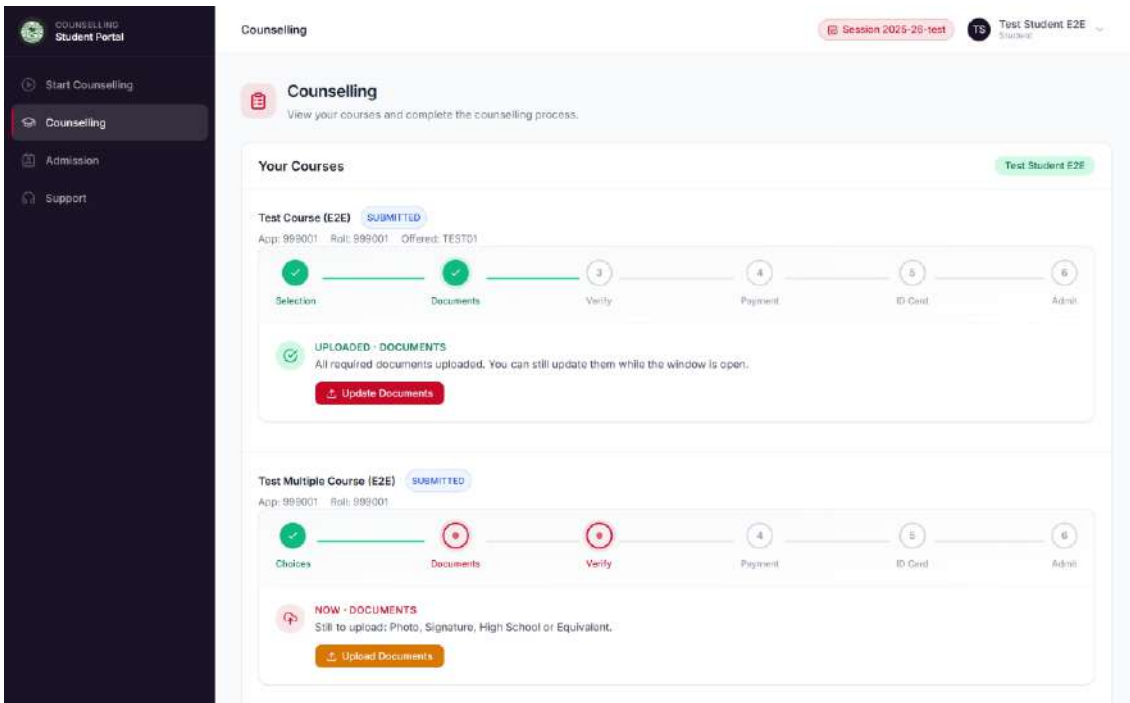 COUNSELLING
Student Portal
Counselling
Session 2025-26-test
TS
Test Student E2E
Student
Start Counselling
Counselling
Admission
Support
Counselling
View your courses and complete the counselling process.
Your Courses
Test Student E2E
Test Course (E2E) SUBMITTED
App: 999001 Roll: 999001 Offered: TEST01
3 4 5 6
Selection Documents Verify Payment ID Card Admit
UPLOADED · DOCUMENTS
All required documents uploaded. You can still update them while the window is open.
Update Documents
Test Multiple Course (E2E) SUBMITTED
App: 999001 Roll: 999001
4 5 6
Choices Documents Verify Payment ID Card Admit
NOW · DOCUMENTS
Still to upload: Photo, Signature, High School or Equivalent.
Upload Documents